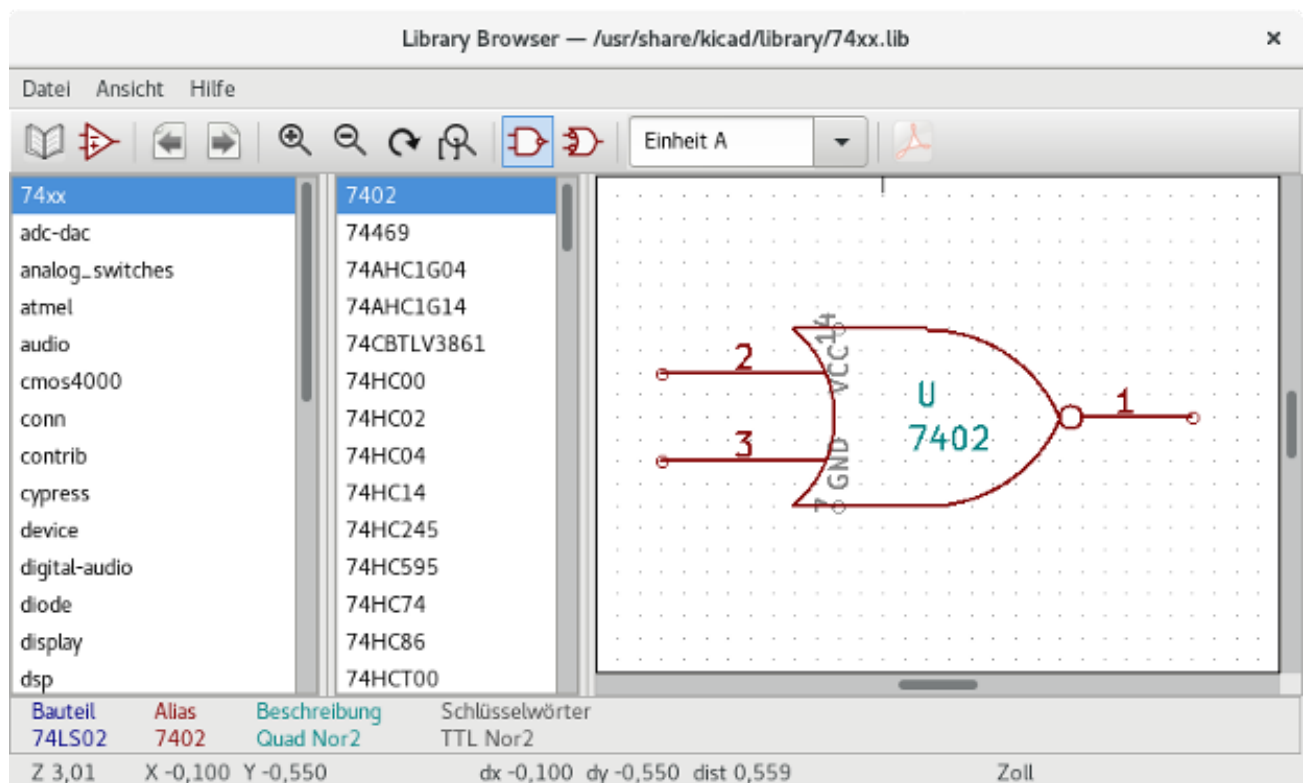 Library Browser — /usr/share/kicad/library/74xx.lib
Datei Ansicht Hilfe
Einheit A
74xx
adc-dac
analog_switches
atmel
audio
cmos4000
conn
contrib
cypress
device
digital-audio
diode
display
dsp
7402
74469
74AHC1G04
74AHC1G14
74CBTLV3861
74HC00
74HC02
74HC04
74HC14
74HC245
74HC595
74HC74
74HC86
74HCT00
14
VCC
2
U
7402
1
3
GND
7
Bauteil Alias Beschreibung Schlüsselwörter
74LS02 7402 Quad Nor2 TTL Nor2
Z 3,01 X -0,100 Y -0,550 dx -0,100 dy -0,550 dist 0,559 Zoll